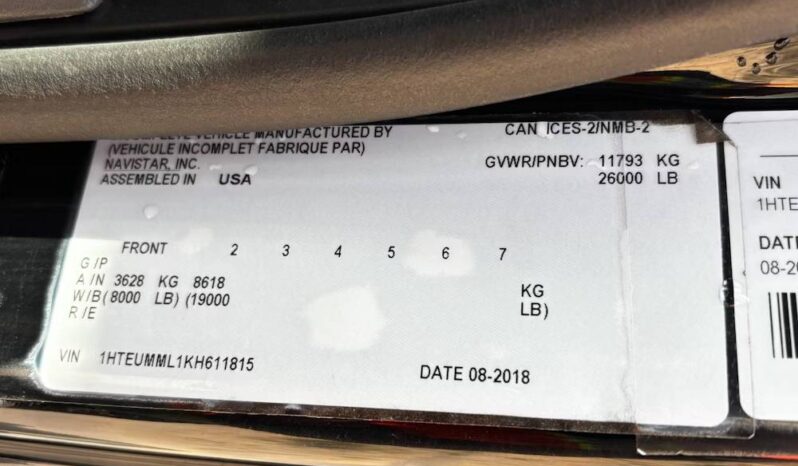 INCOMPLETE VEHICLE MANUFACTURED BY
(VEHICULE INCOMPLET FABRIQUE PAR)
NAVISTAR, INC.
ASSEMBLED IN USA
CAN ICES-2/NMB-2
GVWR/PNBV: 11793 KG
26000 LB
FRONT 2 3 4 5 6 7
G /P
A /N 3628 KG 8618 KG
W/B (8000 LB) (19000 LB)
R /E
VIN 1HTEUMML1KH611815
DATE 08-2018
VIN
1HTE
DATE
08-20